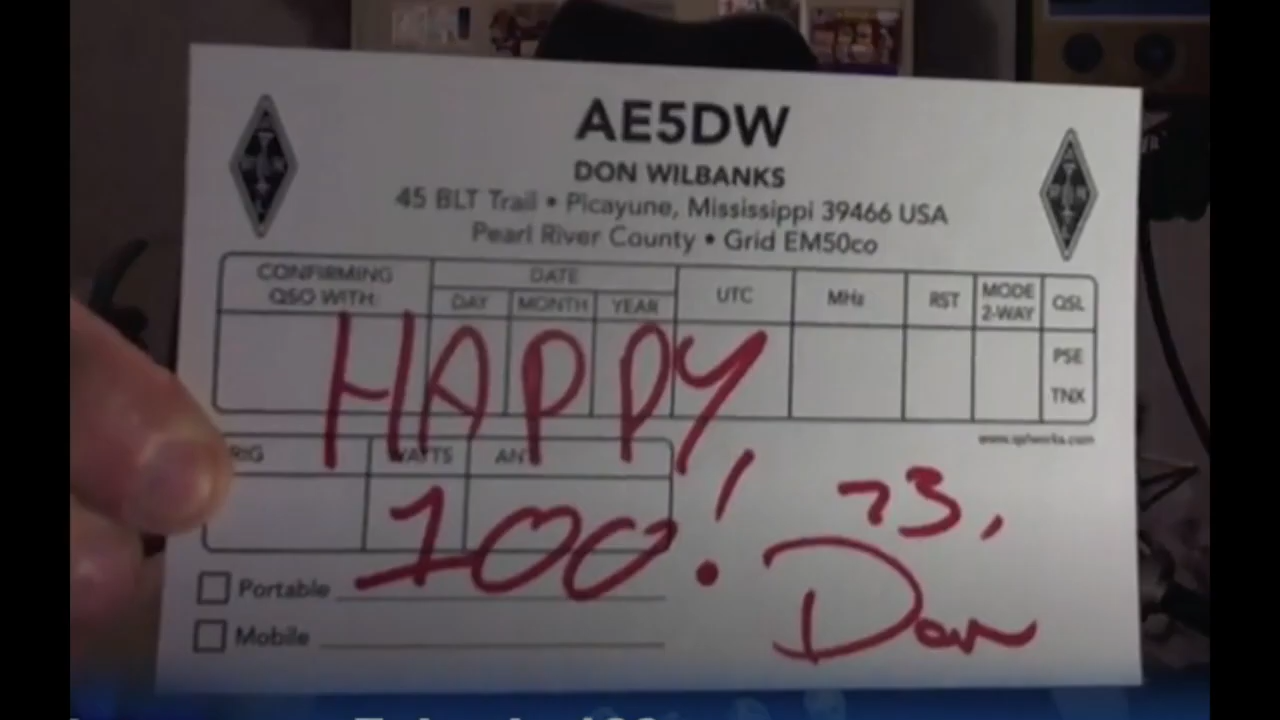 AE5DW
DON WILBANKS
45 BLT Trail • Picayune, Mississippi 39466 USA
Pearl River County • Grid EM50co
CONFIRMING QSO WITH:
DATE
DAY MONTH YEAR
UTC
MHz
RST
MODE 2-WAY
QSL
PSE
TNX
HAPPY
www.qslworks.com
RIG WATTS ANT
100!
73,
Don
Portable
Mobile